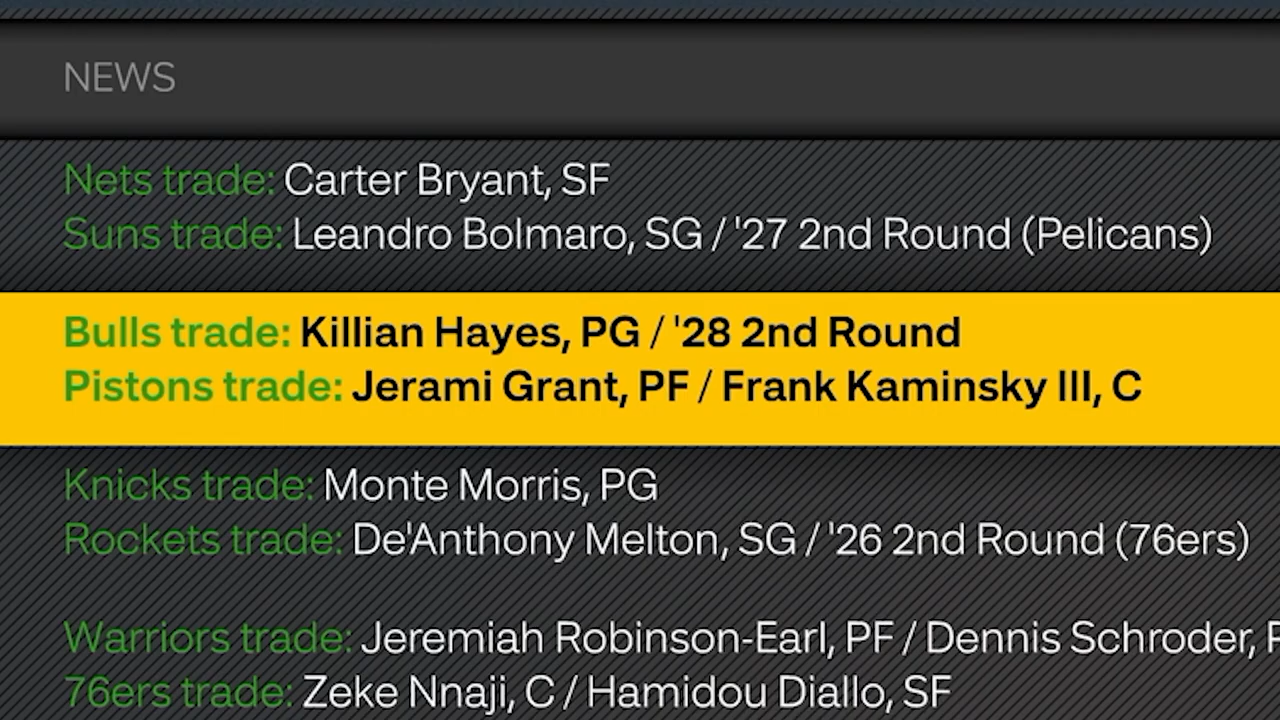 NEWS
Nets trade: Carter Bryant, SF
Suns trade: Leandro Bolmaro, SG / '27 2nd Round (Pelicans)
Bulls trade: Killian Hayes, PG / '28 2nd Round
Pistons trade: Jerami Grant, PF / Frank Kaminsky III, C
Knicks trade: Monte Morris, PG
Rockets trade: De'Anthony Melton, SG / '26 2nd Round (76ers)
Warriors trade: Jeremiah Robinson-Earl, PF / Dennis Schroder,
76ers trade: Zeke Nnaji, C / Hamidou Diallo, SF